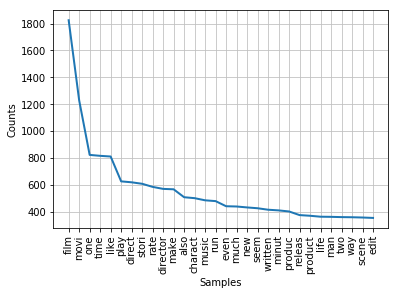 1800
1600
1400
1200
1000
800
600
400
Counts
film
movi
one
time
like
play
direct
stori
rate
director
make
also
charact
music
run
even
much
new
seem
written
minut
produc
releas
product
life
man
two
way
scene
edit
Samples